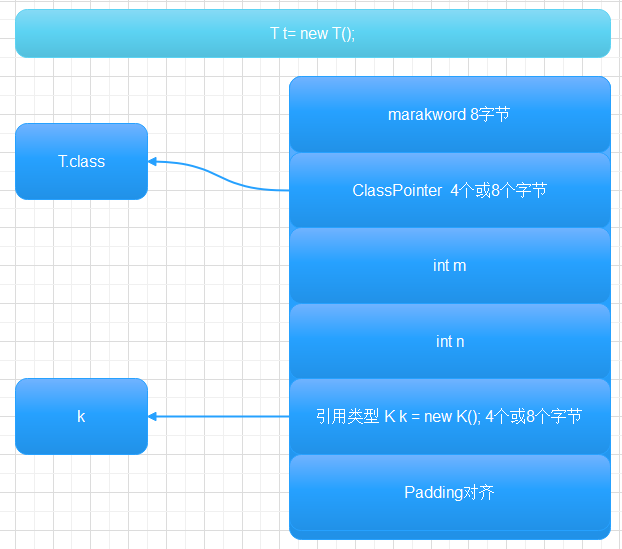 T t= new T();
marakword 8字节
T.class
ClassPointer 4个或8个字节
int m
int n
k
引用类型 K k = new K(); 4个或8个字节
Padding对齐